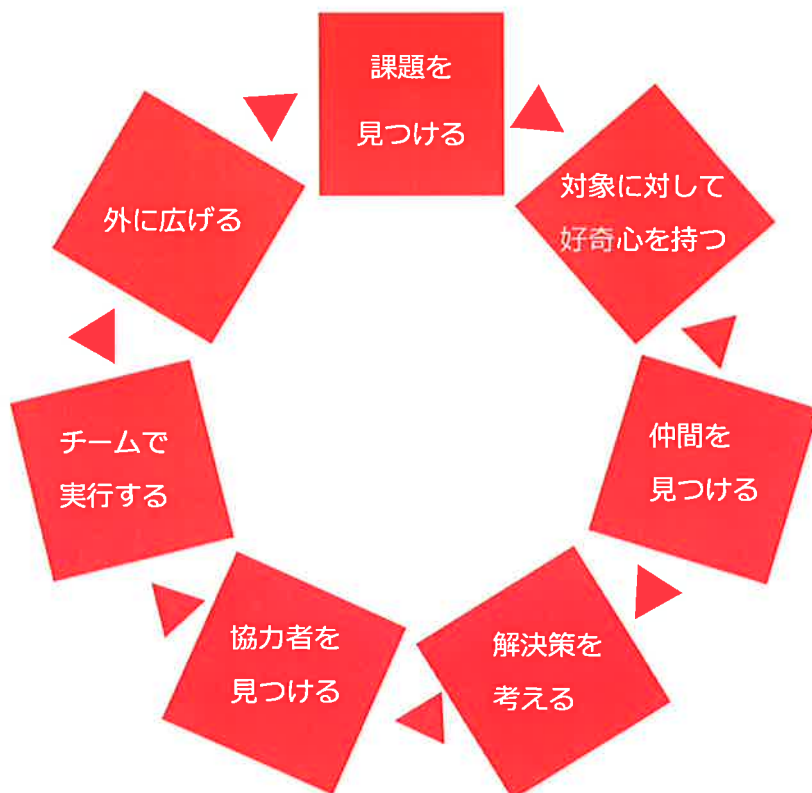 課題を
見つける
対象に対して
好奇心を持つ
仲間を
見つける
解決策を
考える
協力者を
見つける
チームで
実行する
外に広げる